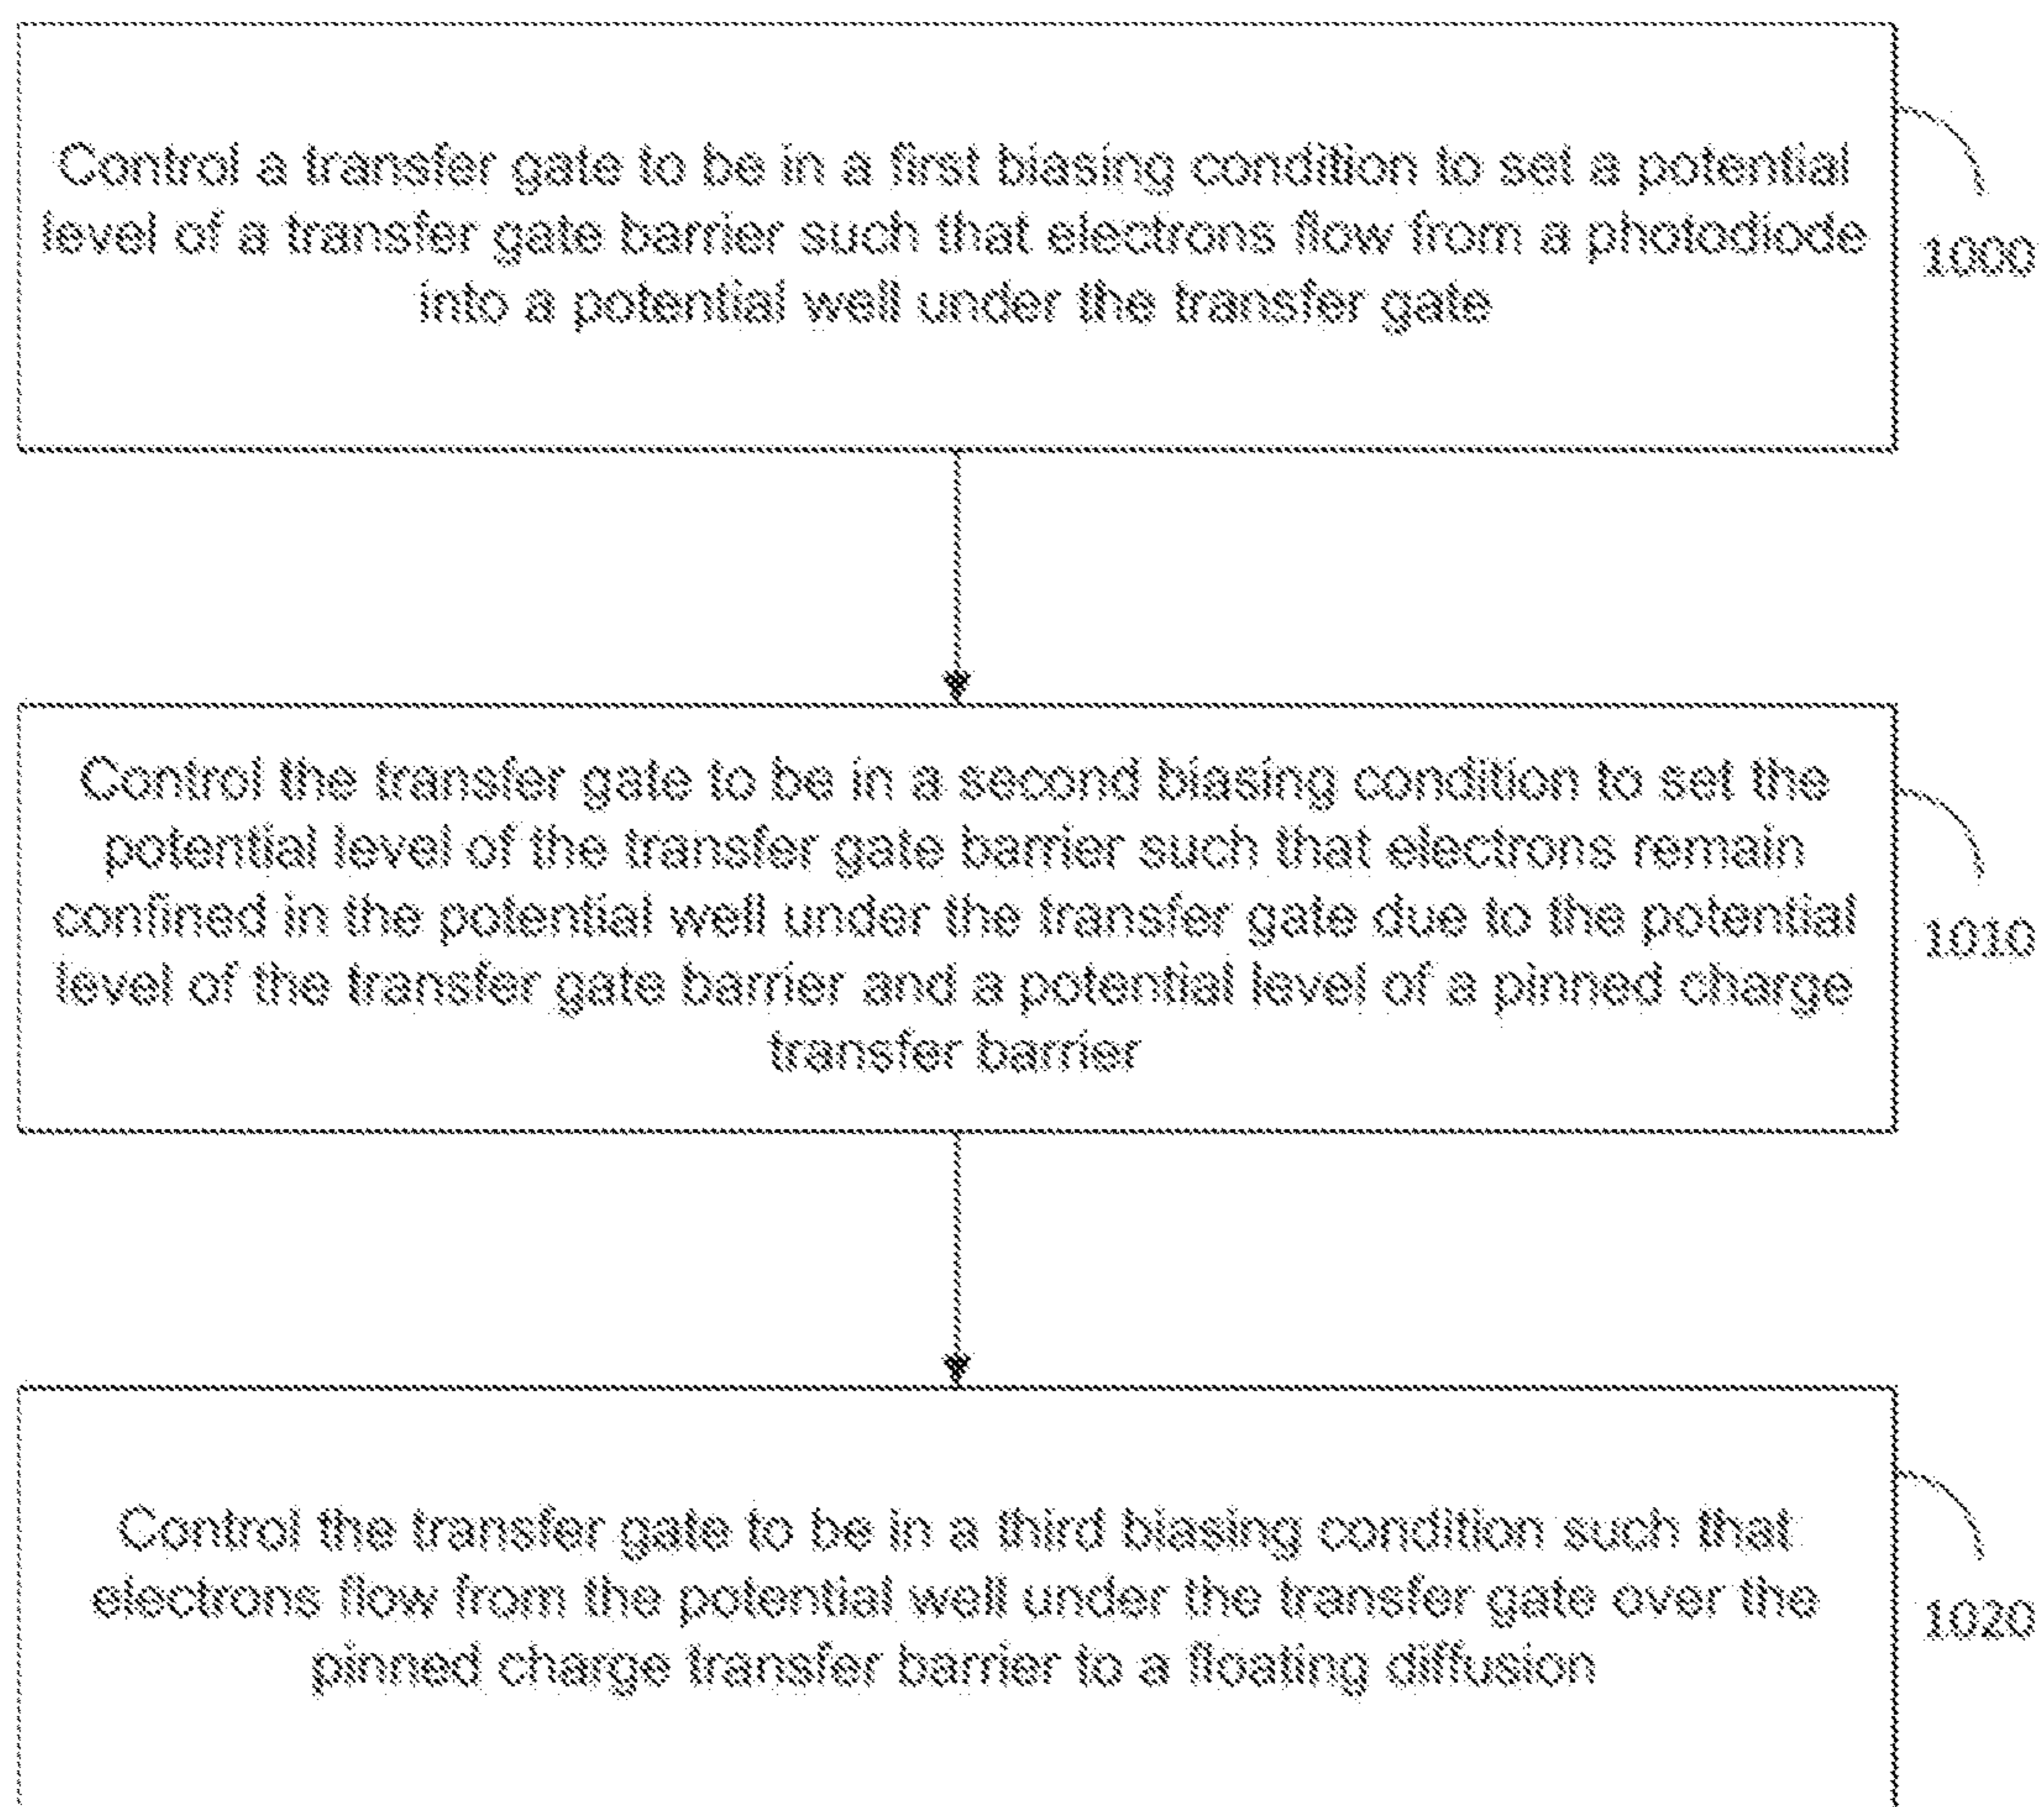 Control a transfer gate to be in a first biasing condition to set a potential
level of a transfer gate barrier such that electrons flow from a photodiode
into a potential well under the transfer gate
1000
Control the transfer gate to be in a second biasing condition to set the
potential level of the transfer gate barrier such that electrons remain
confined in the potential well under the transfer gate due to the potential
level of the transfer gate barrier and a potential level of a pinned charge
transfer barrier
1010
Control the transfer gate to be in a third biasing condition such that
electrons flow from the potential well under the transfer gate over the
pinned charge transfer barrier to a floating diffusion
1020